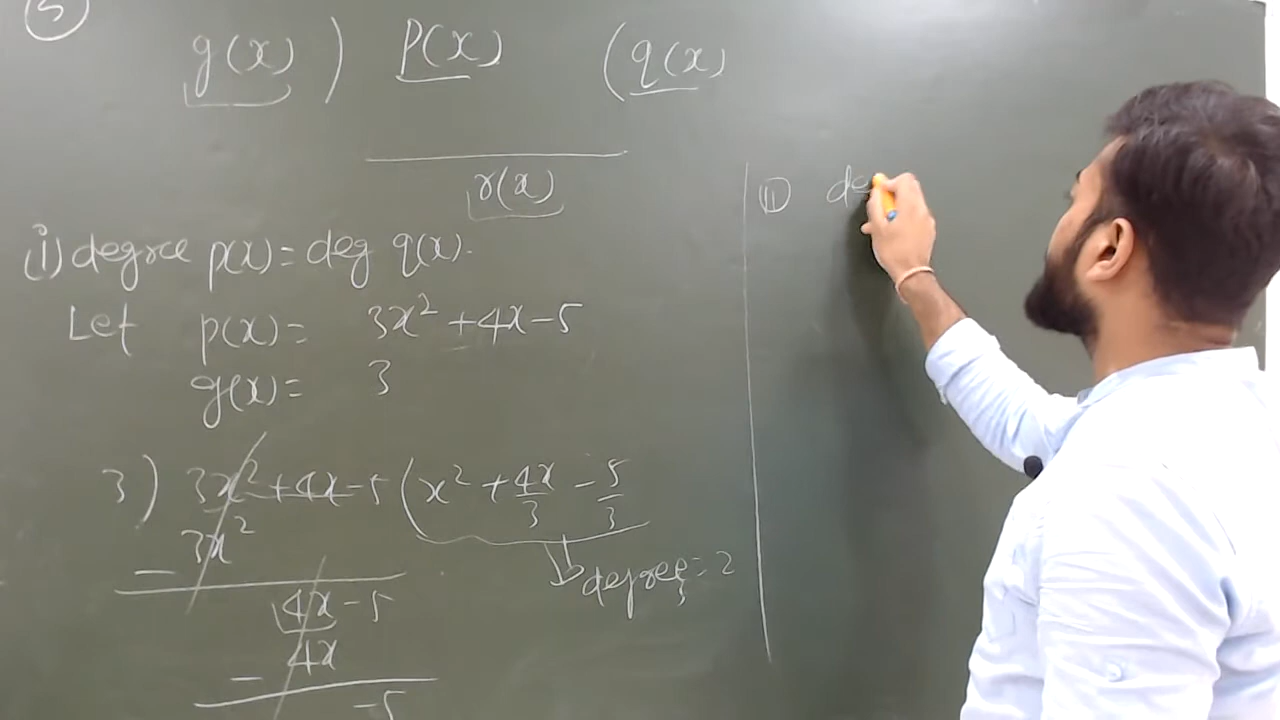 5
g(x) ) p(x) ( q(x)
r(x)
(i) degree p(x) = deg q(x).
Let p(x) = 3x² + 4x - 5
g(x) = 3
3 ) 3x² + 4x - 5 ( x² + 4x/3 - 5/3
3x²
-
degree = 2
4x - 5
4x
-
-5
(ii) de